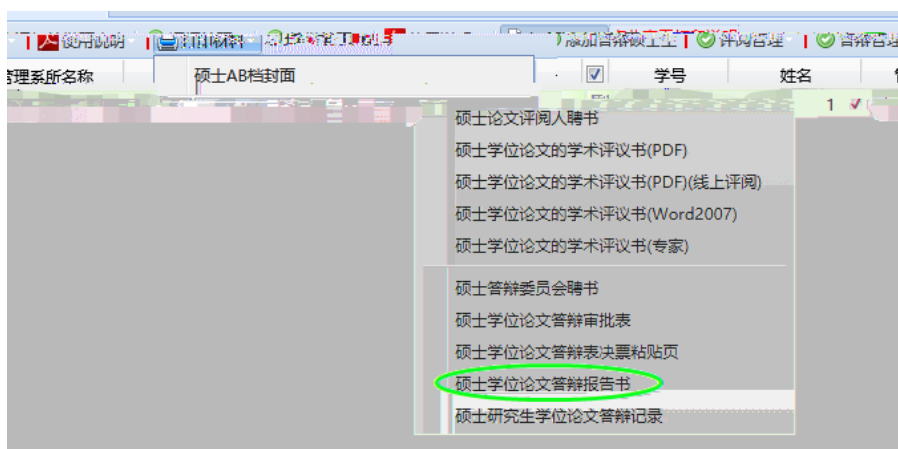 使用说明 打印材料 添加答辩硕士生 评阅管理 答辩管理
管理系所名称 学号 姓名
硕士AB档封面
1
硕士论文评阅人聘书
硕士学位论文的学术评议书(PDF)
硕士学位论文的学术评议书(PDF)(线上评阅)
硕士学位论文的学术评议书(Word2007)
硕士学位论文的学术评议书(专家)
硕士答辩委员会聘书
硕士学位论文答辩审批表
硕士学位论文答辩表决票粘贴页
硕士学位论文答辩报告书
硕士研究生学位论文答辩记录